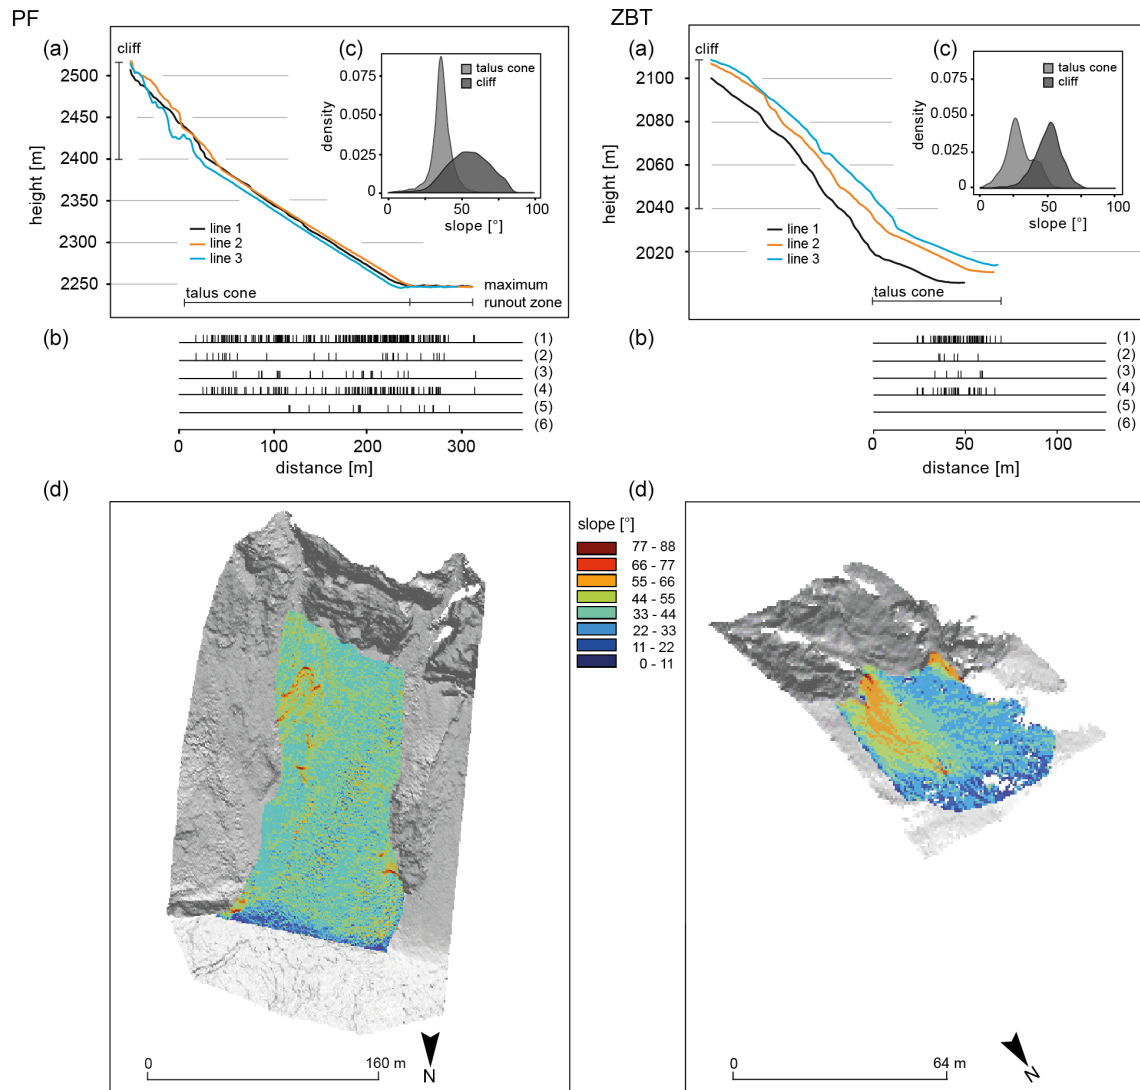 PF
(a)
cliff
2500
2450
2400
2350
2300
2250
height [m]
line 1
line 2
line 3
talus cone
maximum
runout zone
(c)
talus cone
cliff
0.075
0.05
0.025
0
density
0 50 100
slope [°]
(b)
(1)
(2)
(3)
(4)
(5)
(6)
0 100 200 300
distance [m]
(d)
0 160 m
N
ZBT
(a)
cliff
2100
2080
2060
2040
2020
height [m]
line 1
line 2
line 3
talus cone
(c)
talus cone
cliff
0.075
0.05
0.025
0
density
0 50 100
slope [°]
(b)
(1)
(2)
(3)
(4)
(5)
(6)
0 50 100
distance [m]
(d)
slope [°]
77 - 88
66 - 77
55 - 66
44 - 55
33 - 44
22 - 33
11 - 22
0 - 11
0 64 m
N